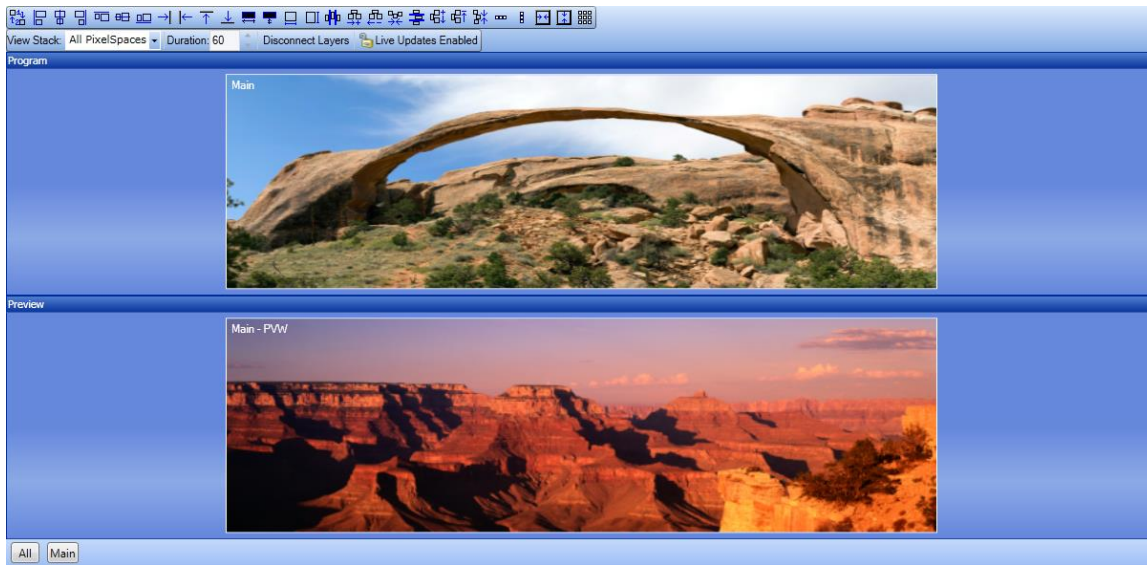 View Stack: All PixelSpaces Duration: 60 Disconnect Layers Live Updates Enabled
Program
Main
Preview
Main - PVW
All Main